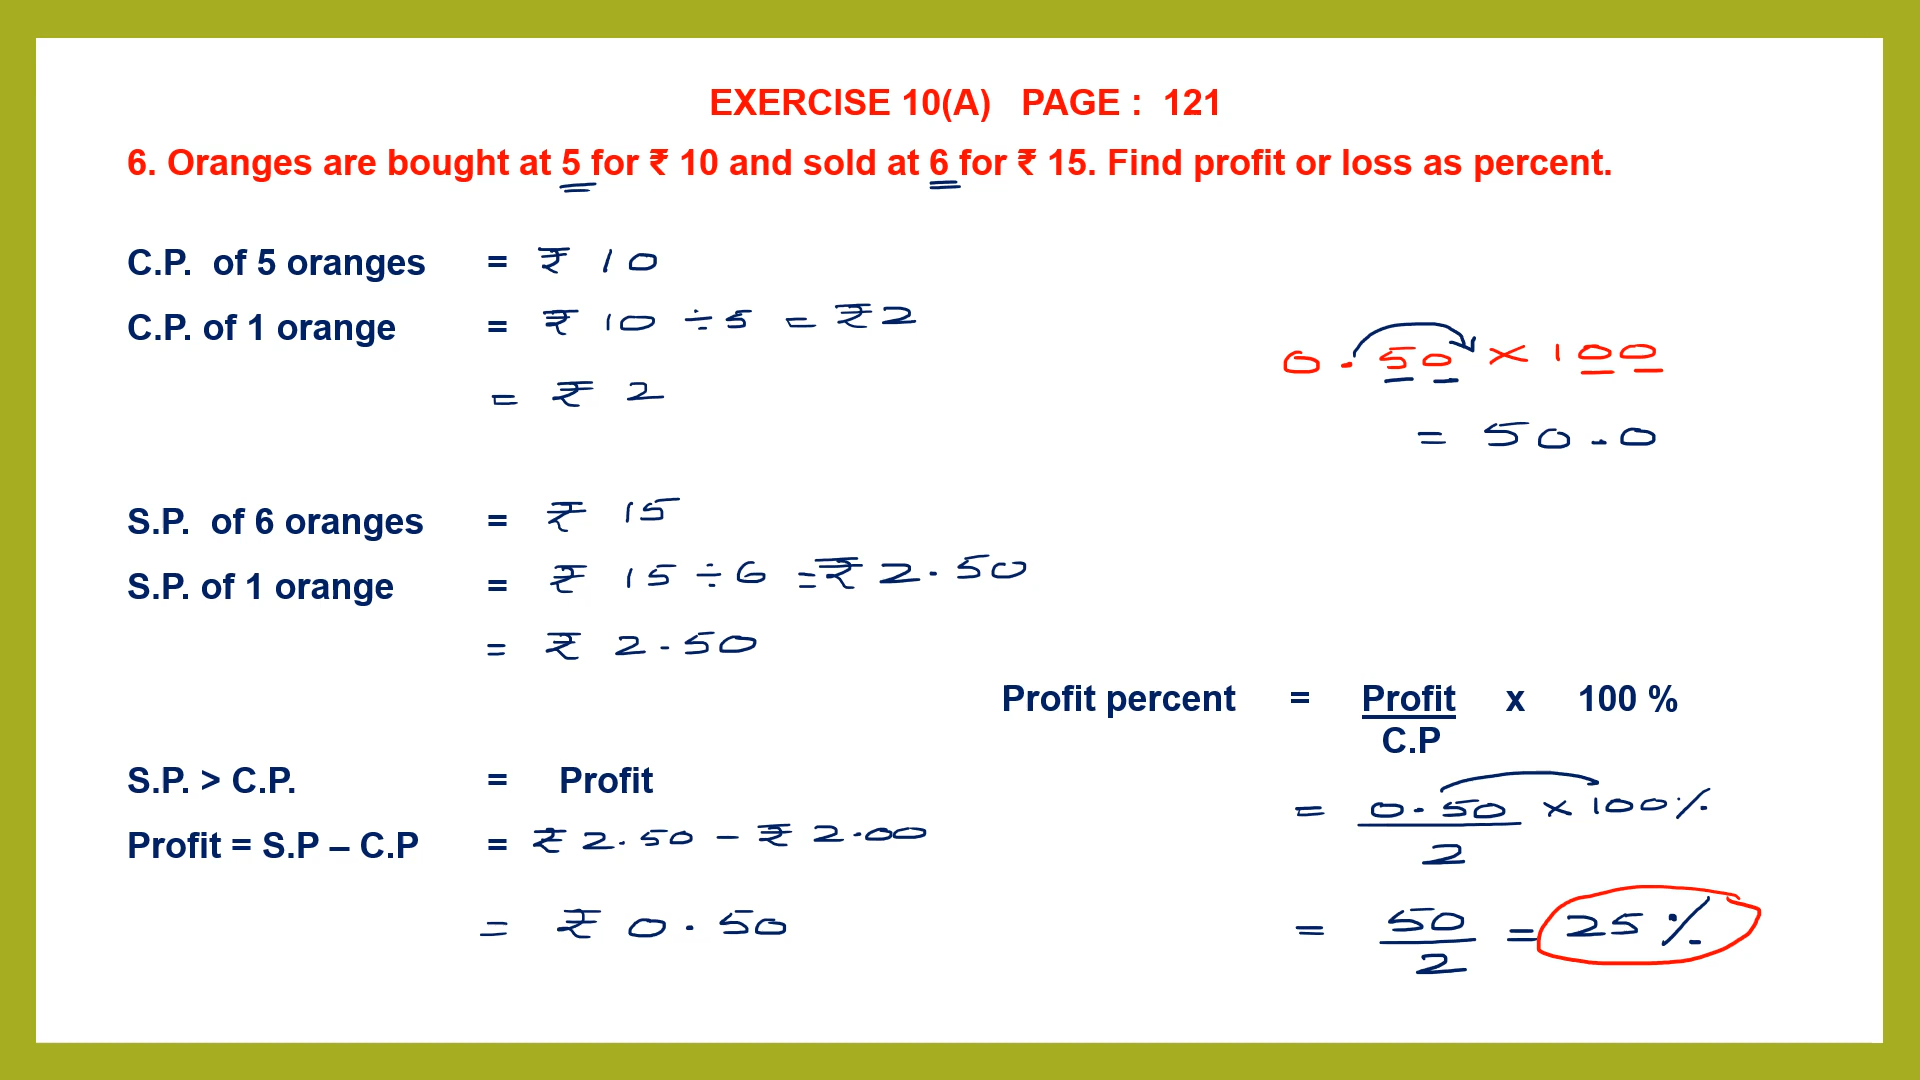 EXERCISE 10(A) PAGE : 121
6. Oranges are bought at 5 for ₹ 10 and sold at 6 for ₹ 15. Find profit or loss as percent.
C.P. of 5 oranges = ₹ 10
C.P. of 1 orange = ₹ 10 ÷ 5 = ₹ 2
= ₹ 2
0.50 × 100
= 50.0
S.P. of 6 oranges = ₹ 15
S.P. of 1 orange = ₹ 15 ÷ 6 = ₹ 2.50
= ₹ 2.50
S.P. > C.P. = Profit
Profit = S.P – C.P = ₹ 2.50 – ₹ 2.00
= ₹ 0.50
Profit percent = Profit x 100 %
C.P
= 0.50 × 100 %
2
= 50 = 25 %
2